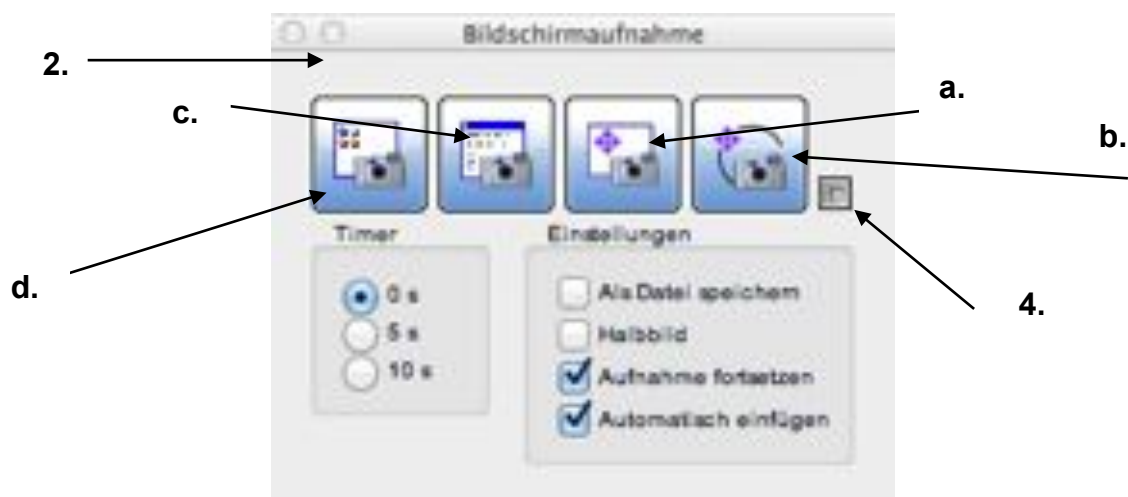 Bildschirmaufnahme
2.
a.
c.
b.
Timer
Einstellungen
d.
0 s
Als Datei speichern
4.
5 s
Halbbild
10 s
Aufnahme fortsetzen
Automatisch einfügen